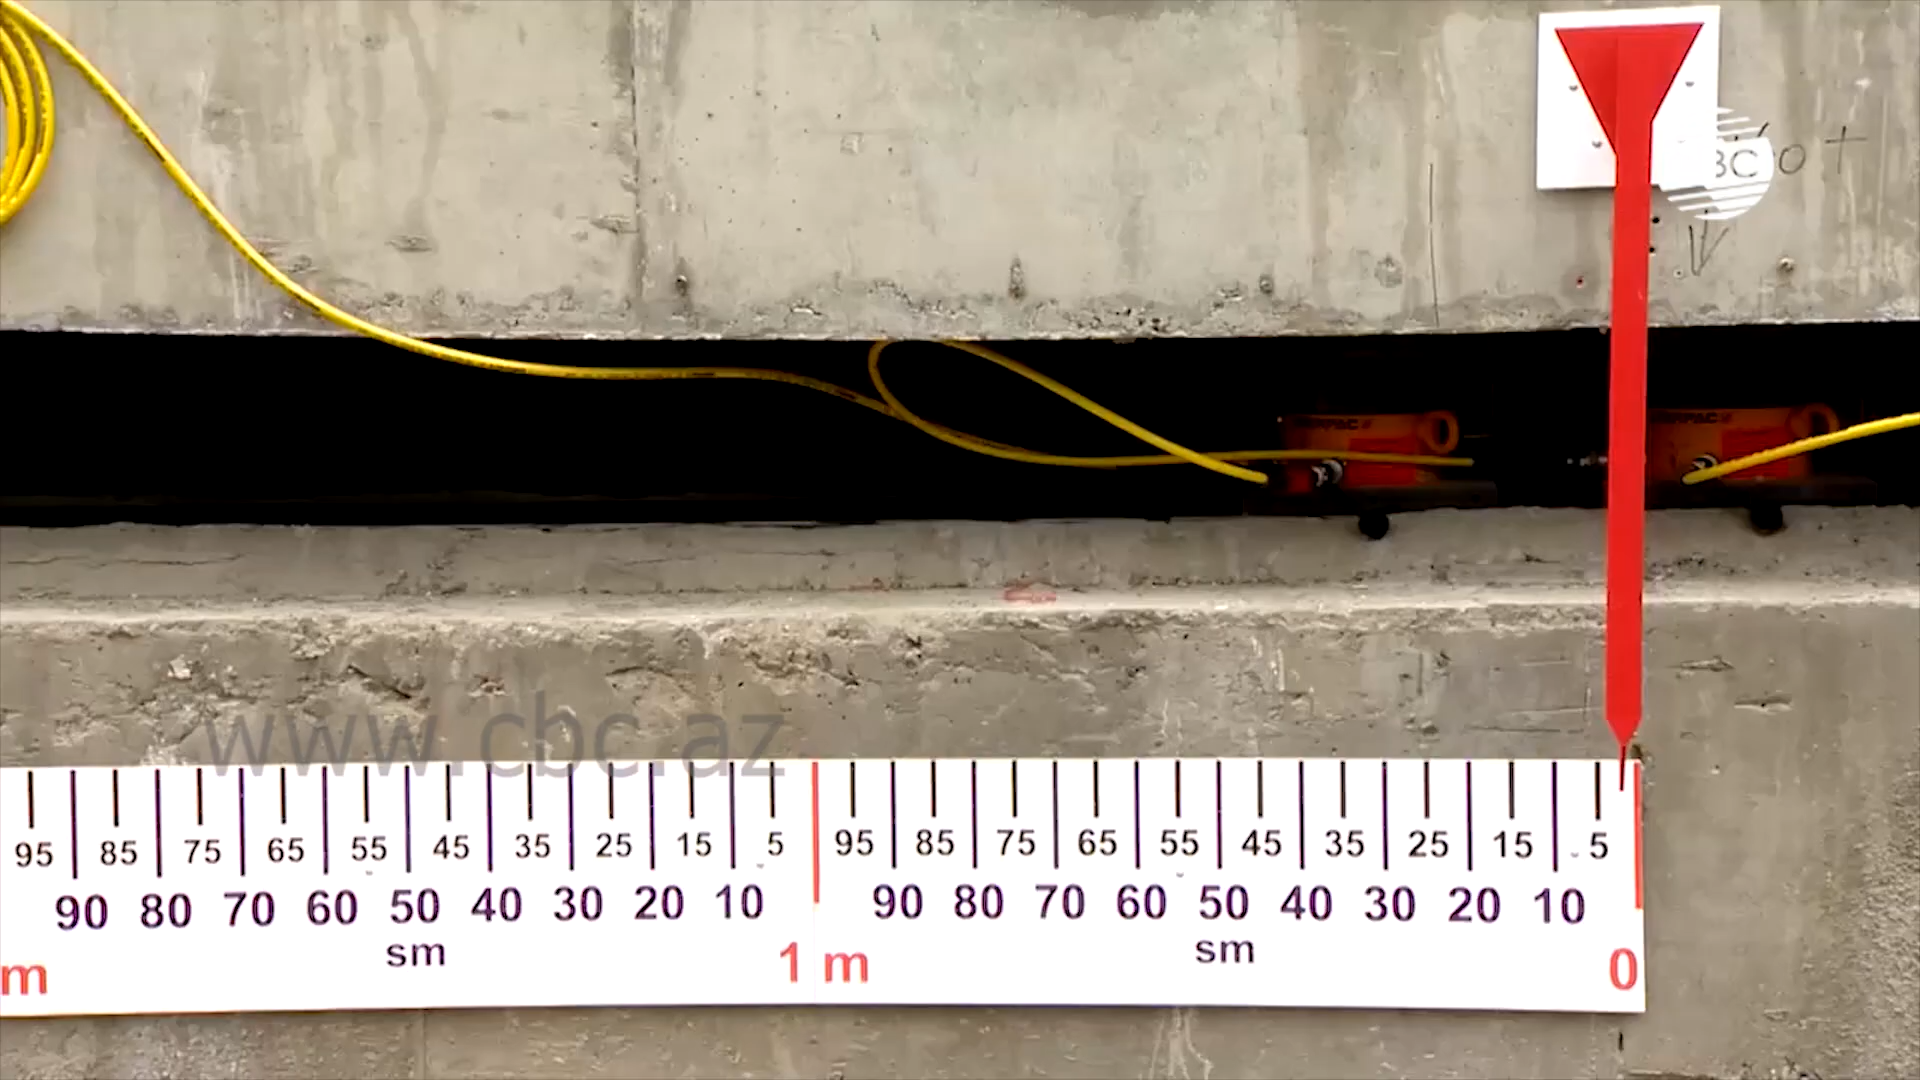 BC
o +
www.cbc.az
95 85 75 65 55 45 35 25 15 5 95 85 75 65 55 45 35 25 15 5
90 80 70 60 50 40 30 20 10 90 80 70 60 50 40 30 20 10
sm sm
m 1 m 0